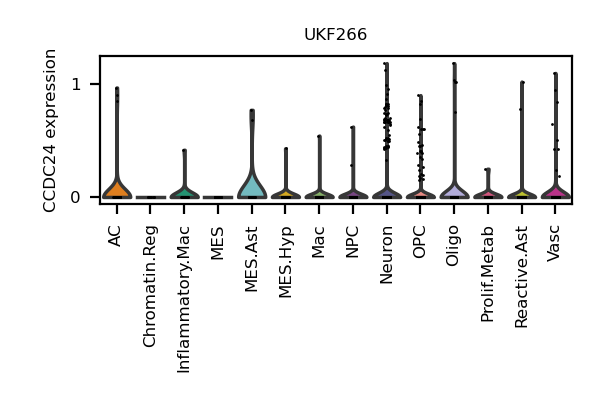 UKF266
CCDC24 expression
1
0
AC
Chromatin.Reg
Inflammatory.Mac
MES
MES.Ast
MES.Hyp
Mac
NPC
Neuron
OPC
Oligo
Prolif.Metab
Reactive.Ast
Vasc